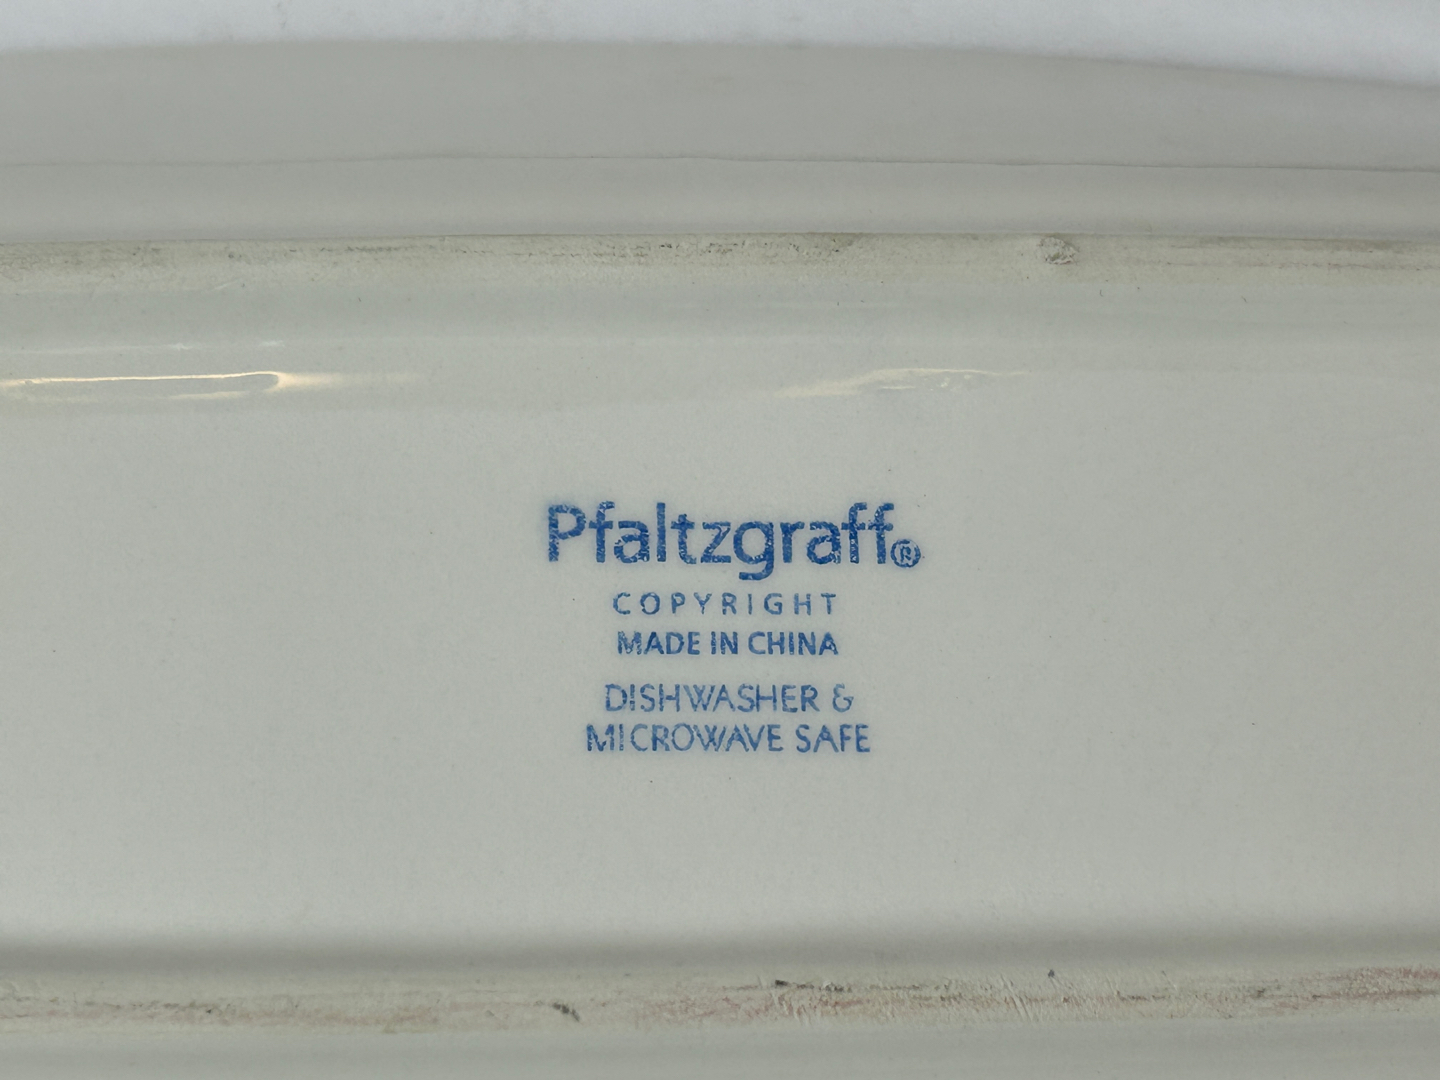 Pfaltzgraff®
COPYRIGHT
MADE IN CHINA
DISHWASHER &
MICROWAVE SAFE